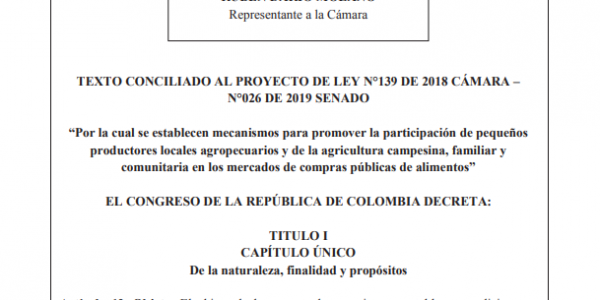 Representante a la Cámara
TEXTO CONCILIADO AL PROYECTO DE LEY N°139 DE 2018 CÁMARA –
N°026 DE 2019 SENADO
“Por la cual se establecen mecanismos para promover la participación de pequeños
productores locales agropecuarios y de la agricultura campesina, familiar y
comunitaria en los mercados de compras públicas de alimentos”
EL CONGRESO DE LA REPÚBLICA DE COLOMBIA DECRETA:
TITULO I
CAPÍTULO ÚNICO
De la naturaleza, finalidad y propósitos